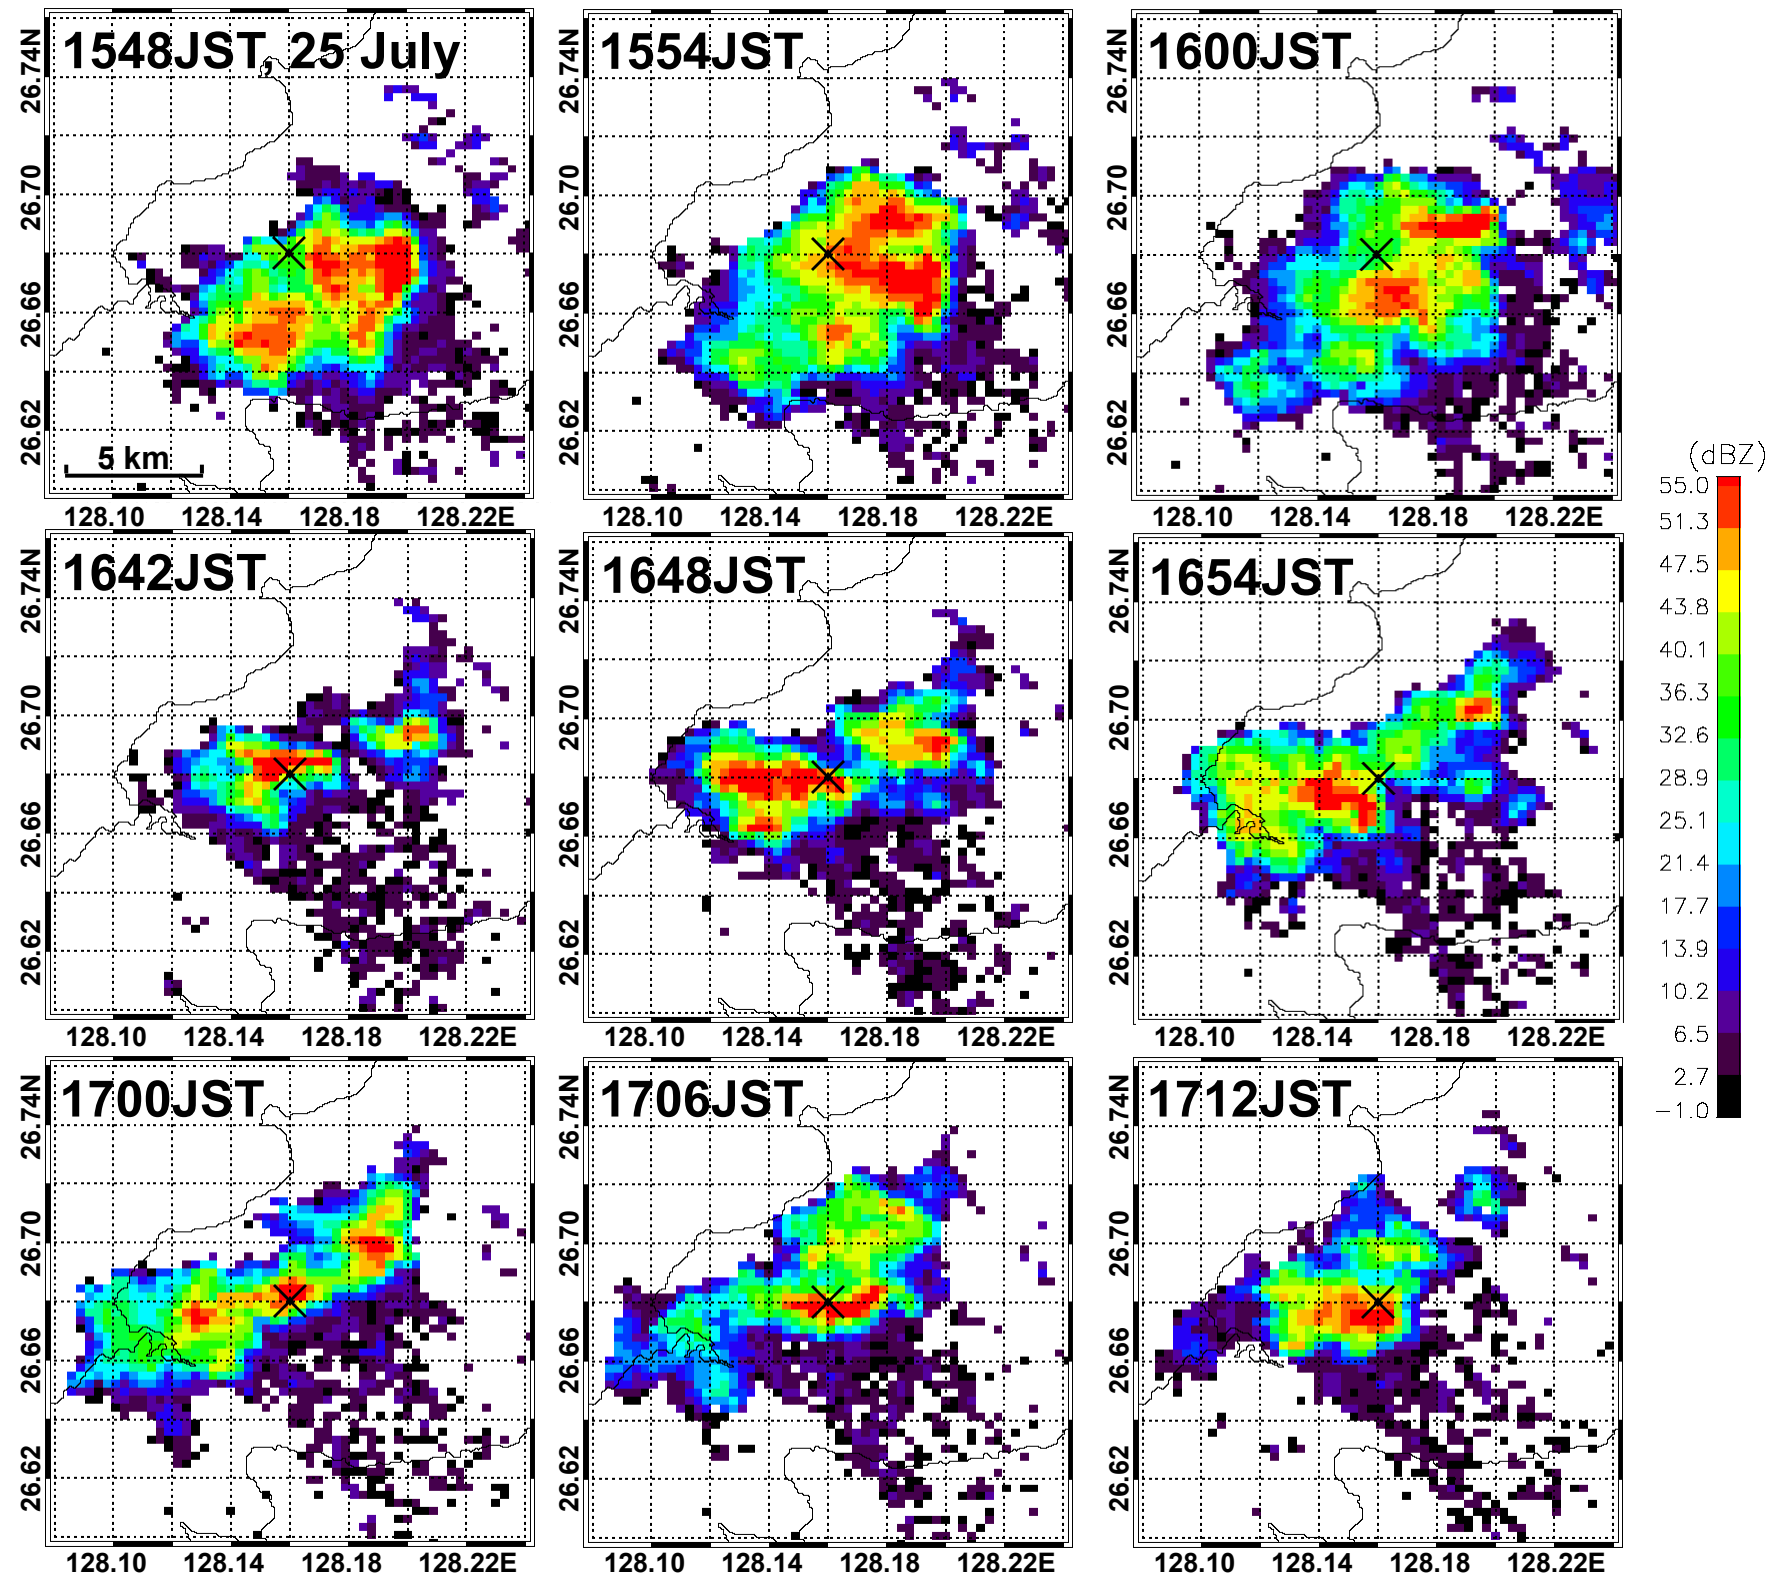 1548JST, 25 July
26.74N
26.70
26.66
26.62
5 km
128.10 128.14 128.18 128.22E
1554JST
26.74N
26.70
26.66
26.62
128.10 128.14 128.18 128.22E
1600JST
26.74N
26.70
26.66
26.62
128.10 128.14 128.18 128.22E
1642JST
26.74N
26.70
26.66
26.62
128.10 128.14 128.18 128.22E
1648JST
26.74N
26.70
26.66
26.62
128.10 128.14 128.18 128.22E
1654JST
26.74N
26.70
26.66
26.62
128.10 128.14 128.18 128.22E
1700JST
26.74N
26.70
26.66
26.62
128.10 128.14 128.18 128.22E
1706JST
26.74N
26.70
26.66
26.62
128.10 128.14 128.18 128.22E
1712JST
26.74N
26.70
26.66
26.62
128.10 128.14 128.18 128.22E
(dBZ)
55.0
51.3
47.5
43.8
40.1
36.3
32.6
28.9
25.1
21.4
17.7
13.9
10.2
6.5
2.7
−1.0